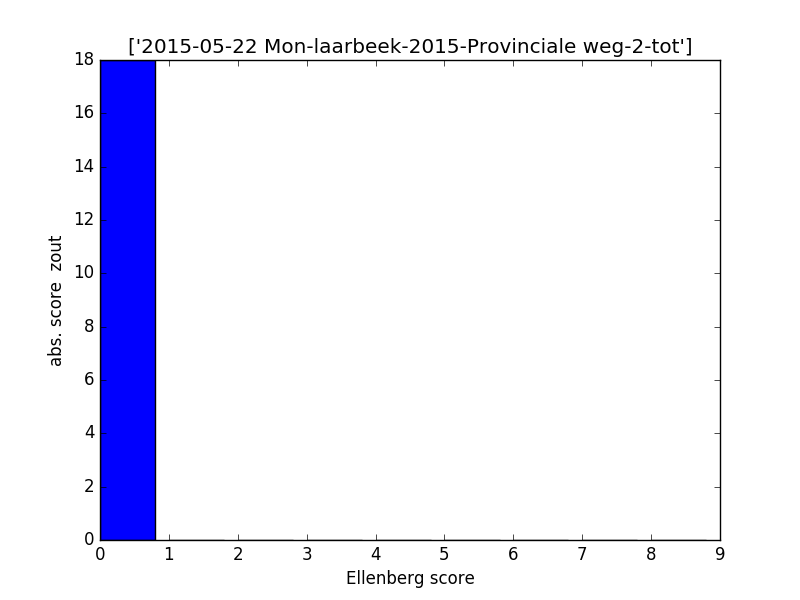 ['2015-05-22 Mon-laarbeek-2015-Provinciale weg-2-tot']
18
16
14
12
10
8
6
4
2
0
abs. score  zout
0 1 2 3 4 5 6 7 8 9
Ellenberg score